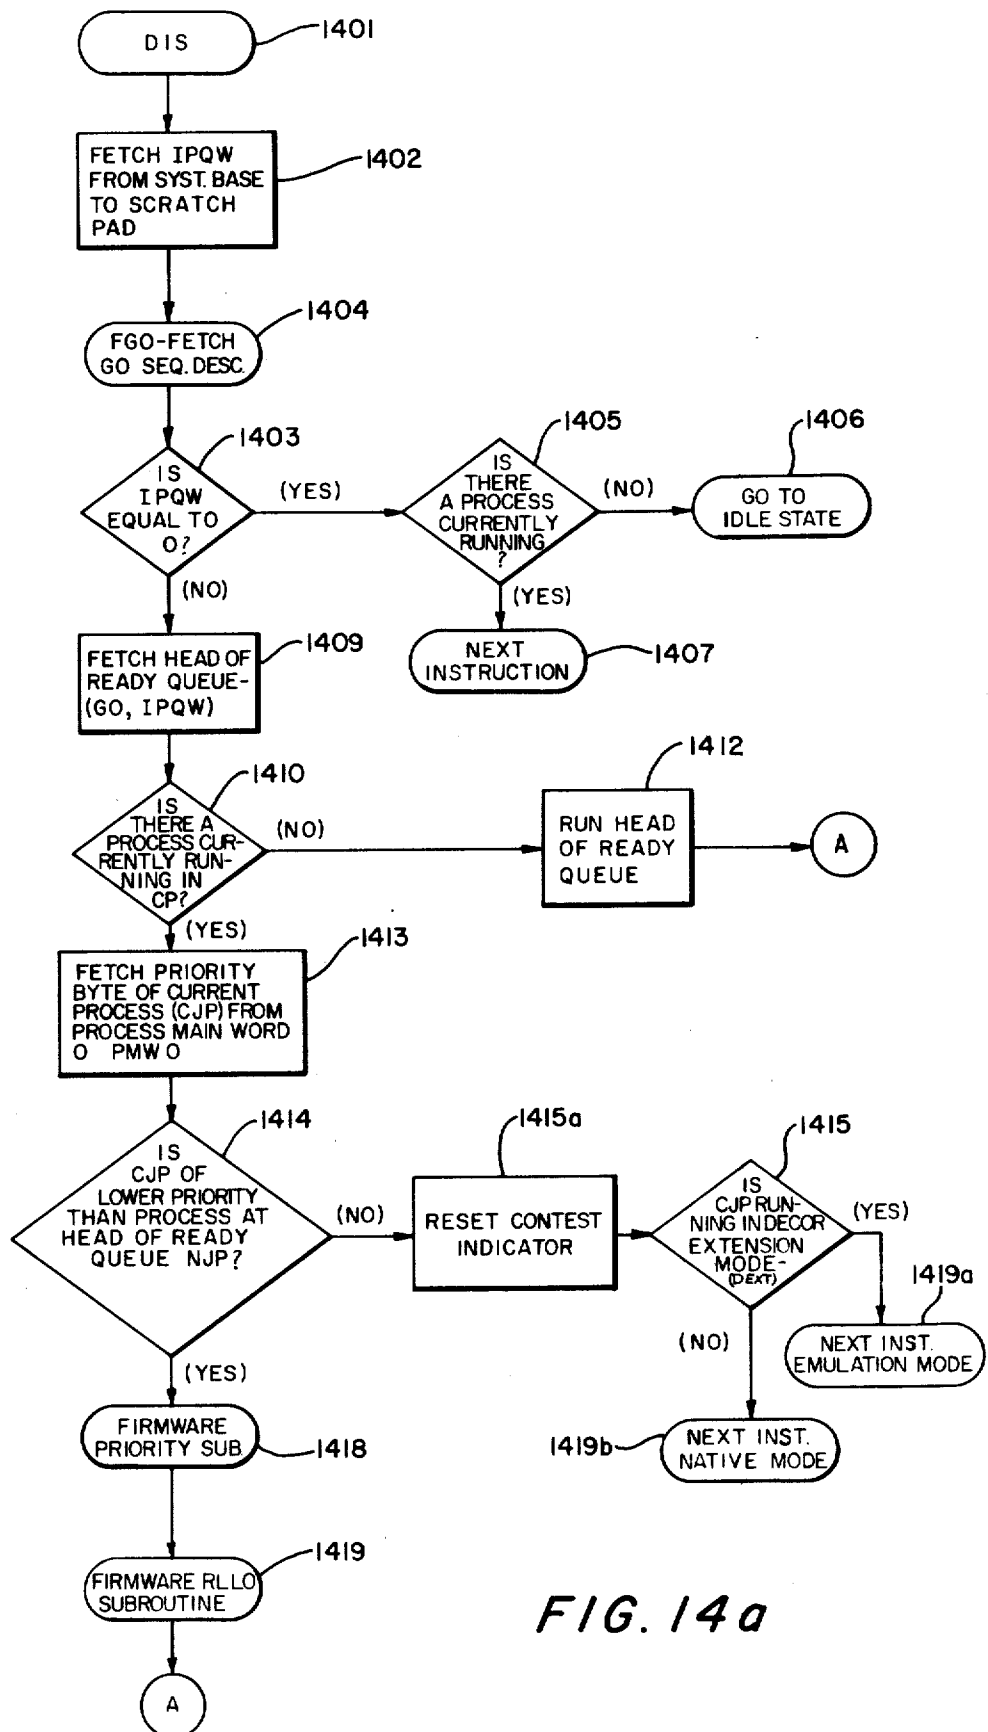 DIS
1401
FETCH IPQW
FROM SYST. BASE
TO SCRATCH
PAD
1402
FGO-FETCH
GO SEQ. DESC.
1404
IS
IPQW
EQUAL TO
0?
1403
(YES)
(NO)
IS
THERE
A PROCESS
CURRENTLY
RUNNING
?
1405
(NO)
(YES)
GO TO
IDLE STATE
1406
NEXT
INSTRUCTION
1407
FETCH HEAD OF
READY QUEUE-
(GO, IPQW)
1409
IS
THERE A
PROCESS CUR-
RENTLY RUN-
NING IN
CP?
1410
(NO)
(YES)
RUN HEAD
OF READY
QUEUE
1412
A
FETCH PRIORITY
BYTE OF CURRENT
PROCESS (CJP) FROM
PROCESS MAIN WORD
0 PMW 0
1413
IS
CJP OF
LOWER PRIORITY
THAN PROCESS AT
HEAD OF READY
QUEUE NJP?
1414
(NO)
(YES)
RESET CONTEST
INDICATOR
1415a
IS
CJP RUN-
NING IN DECOR
EXTENSION
MODE-
(DEXT)
1415
(YES)
(NO)
NEXT INST.
EMULATION MODE
1419a
NEXT INST.
NATIVE MODE
1419b
FIRMWARE
PRIORITY SUB.
1418
FIRMWARE RLLO
SUBROUTINE
1419
A
FIG. 14a